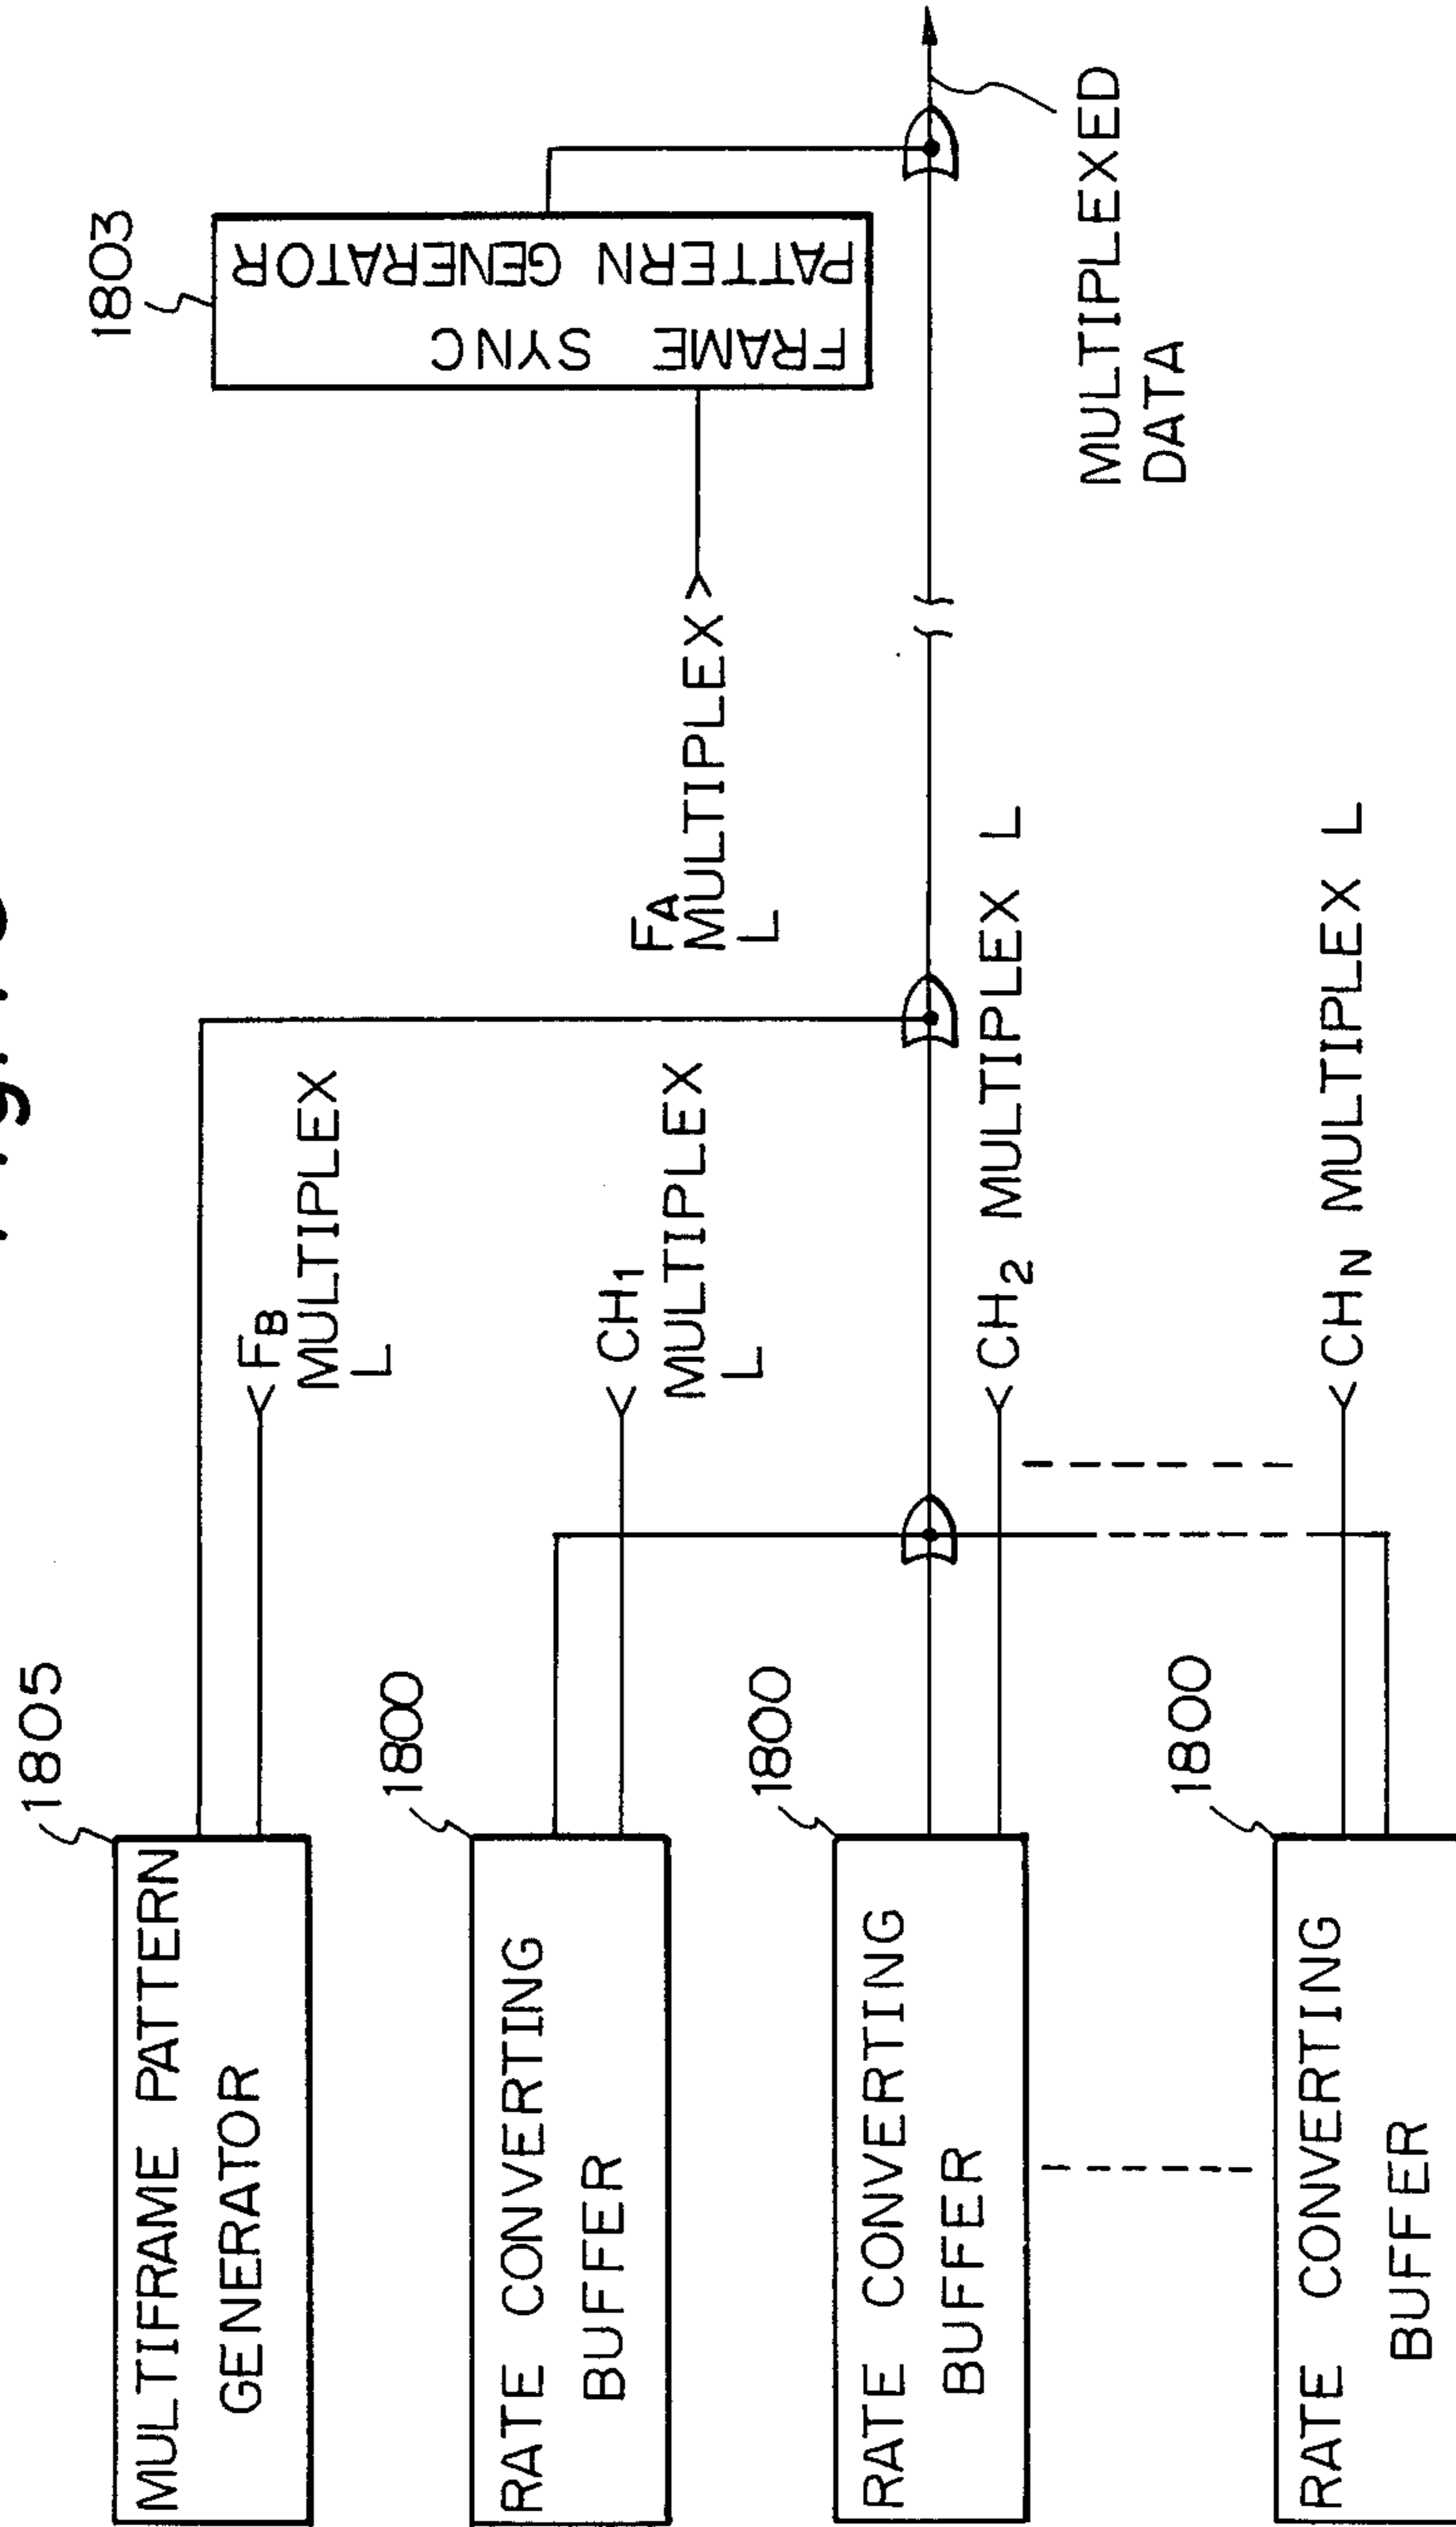 1805
MULTIFRAME PATTERN
GENERATOR
< FB
MULTIPLEX
L
1800
RATE CONVERTING
BUFFER
< CH1
MULTIPLEX
L
1800
RATE CONVERTING
BUFFER
< CH2 MULTIPLEX L
1800
RATE CONVERTING
BUFFER
< CHN MULTIPLEX L
FA
MULTIPLEX >
L
1803
FRAME SYNC
PATTERN GENERATOR
MULTIPLEXED
DATA